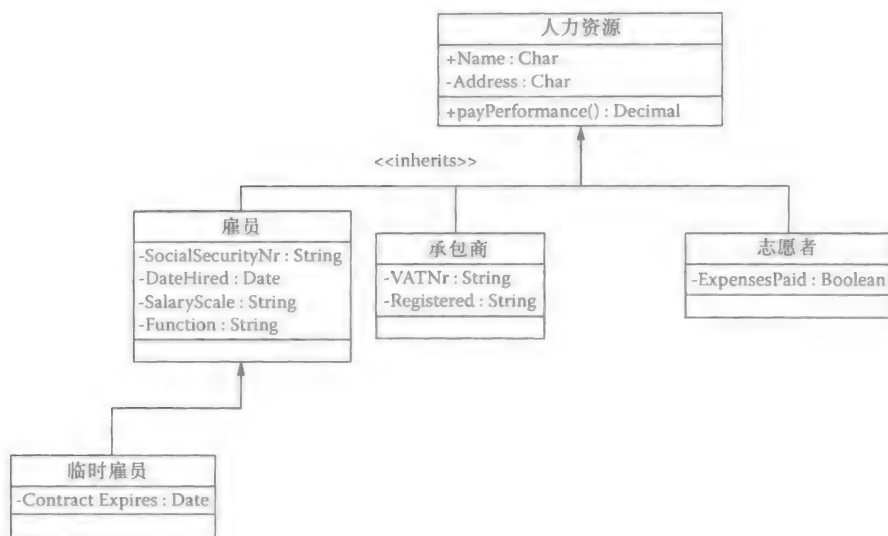 人力资源
+Name : Char
-Address : Char
+payPerformance() : Decimal
<<inherits>>
雇员
-SocialSecurityNr : String
-DateHired : Date
-SalaryScale : String
-Function : String
承包商
-VATNr : String
-Registered : String
志愿者
-ExpensesPaid : Boolean
临时雇员
-Contract Expires : Date